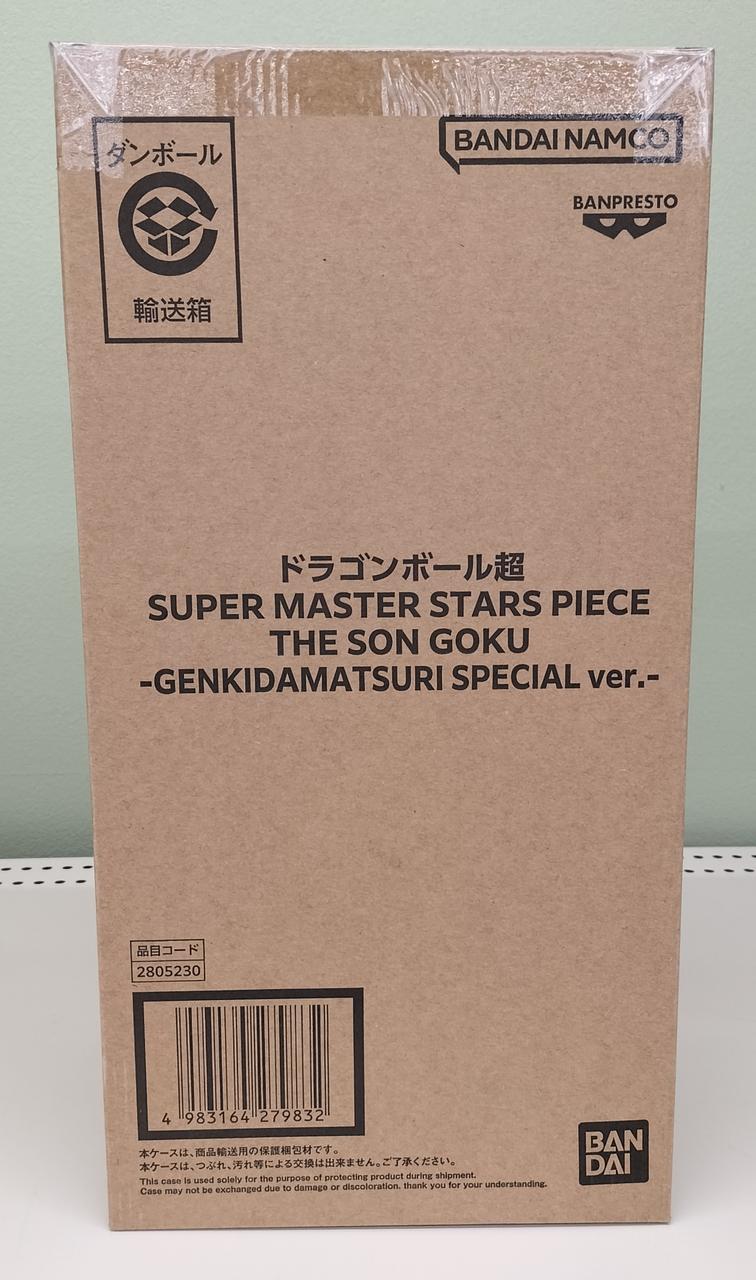 ダンボール
輸送箱
BANDAI NAMCO
BANPRESTO
ドラゴンボール超
SUPER MASTER STARS PIECE
THE SON GOKU
-GENKIDAMATSURI SPECIAL ver.-
品目コード
2805230
4 983164 279832
本ケースは、商品輸送用の保護梱包材です。
本ケースは、つぶれ、汚れ等による交換は出来ません。ご了承ください。
This case is used solely for the purpose of protecting product during shipment.
Case may not be exchanged due to damage or discoloration. thank you for your understanding.
BAN
DAI